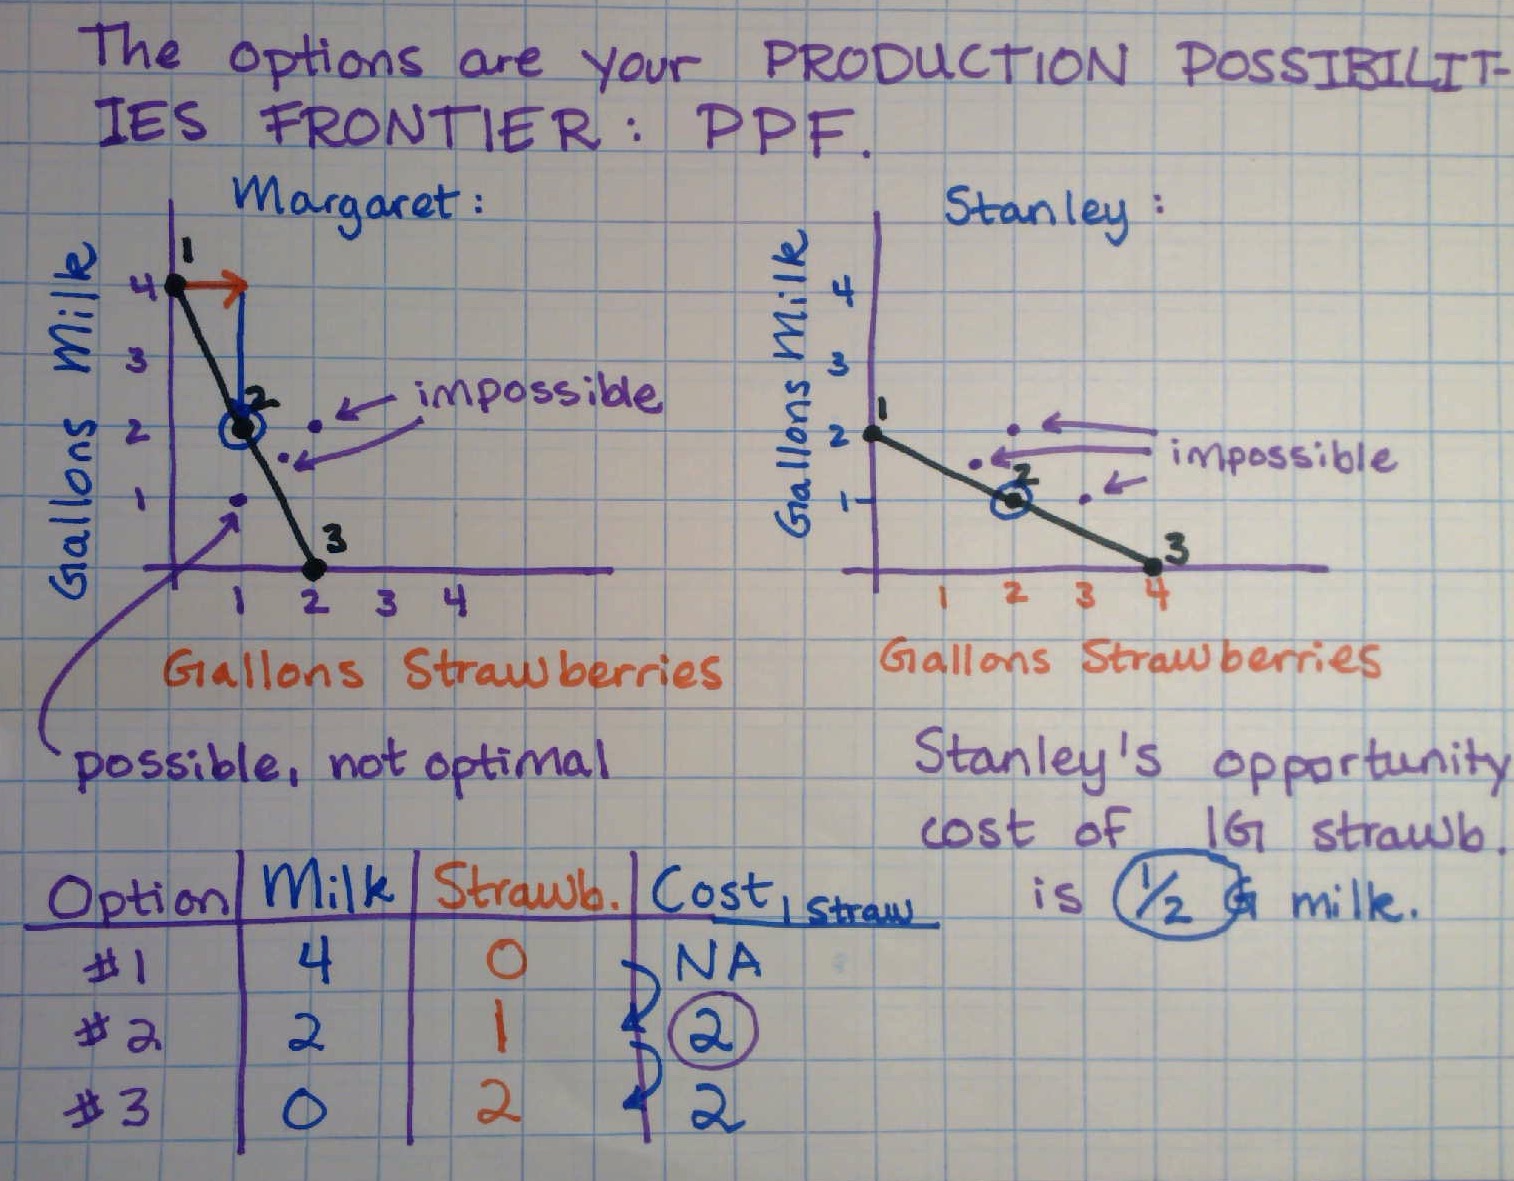 The options are your PRODUCTION POSSIBILIT-
IES FRONTIER: PPF.
Margaret:
Gallons Milk
4
3
2
1
1
2
3
impossible
1 2 3 4
Gallons Strawberries
possible, not optimal
Stanley:
Gallons Milk
4
3
2
1
1
2
3
impossible
1 2 3 4
Gallons Strawberries
Stanley's opportunity
cost of 1G strawb.
is 1/2 G milk.
Option Milk Strawb. Cost 1 straw
#1 4 0 NA
#2 2 1 2
#3 0 2 2